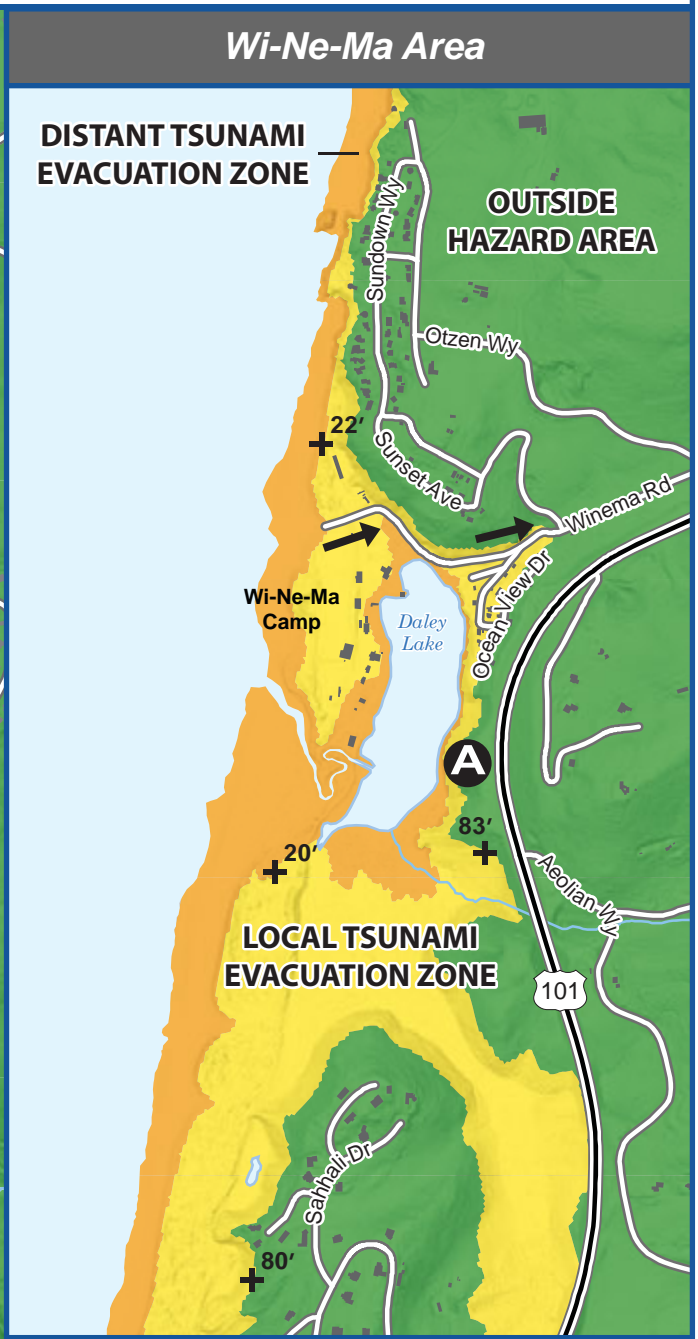 Wi-Ne-Ma Area
DISTANT TSUNAMI
EVACUATION ZONE
OUTSIDE
HAZARD AREA
Sundown Wy
Otzen Wy
22'
Sunset Ave
Winema Rd
Wi-Ne-Ma
Camp
Daley
Lake
Ocean View Dr
A
83'
20'
Aeolian Wy
LOCAL TSUNAMI
EVACUATION ZONE
101
Sahhali Dr
80'